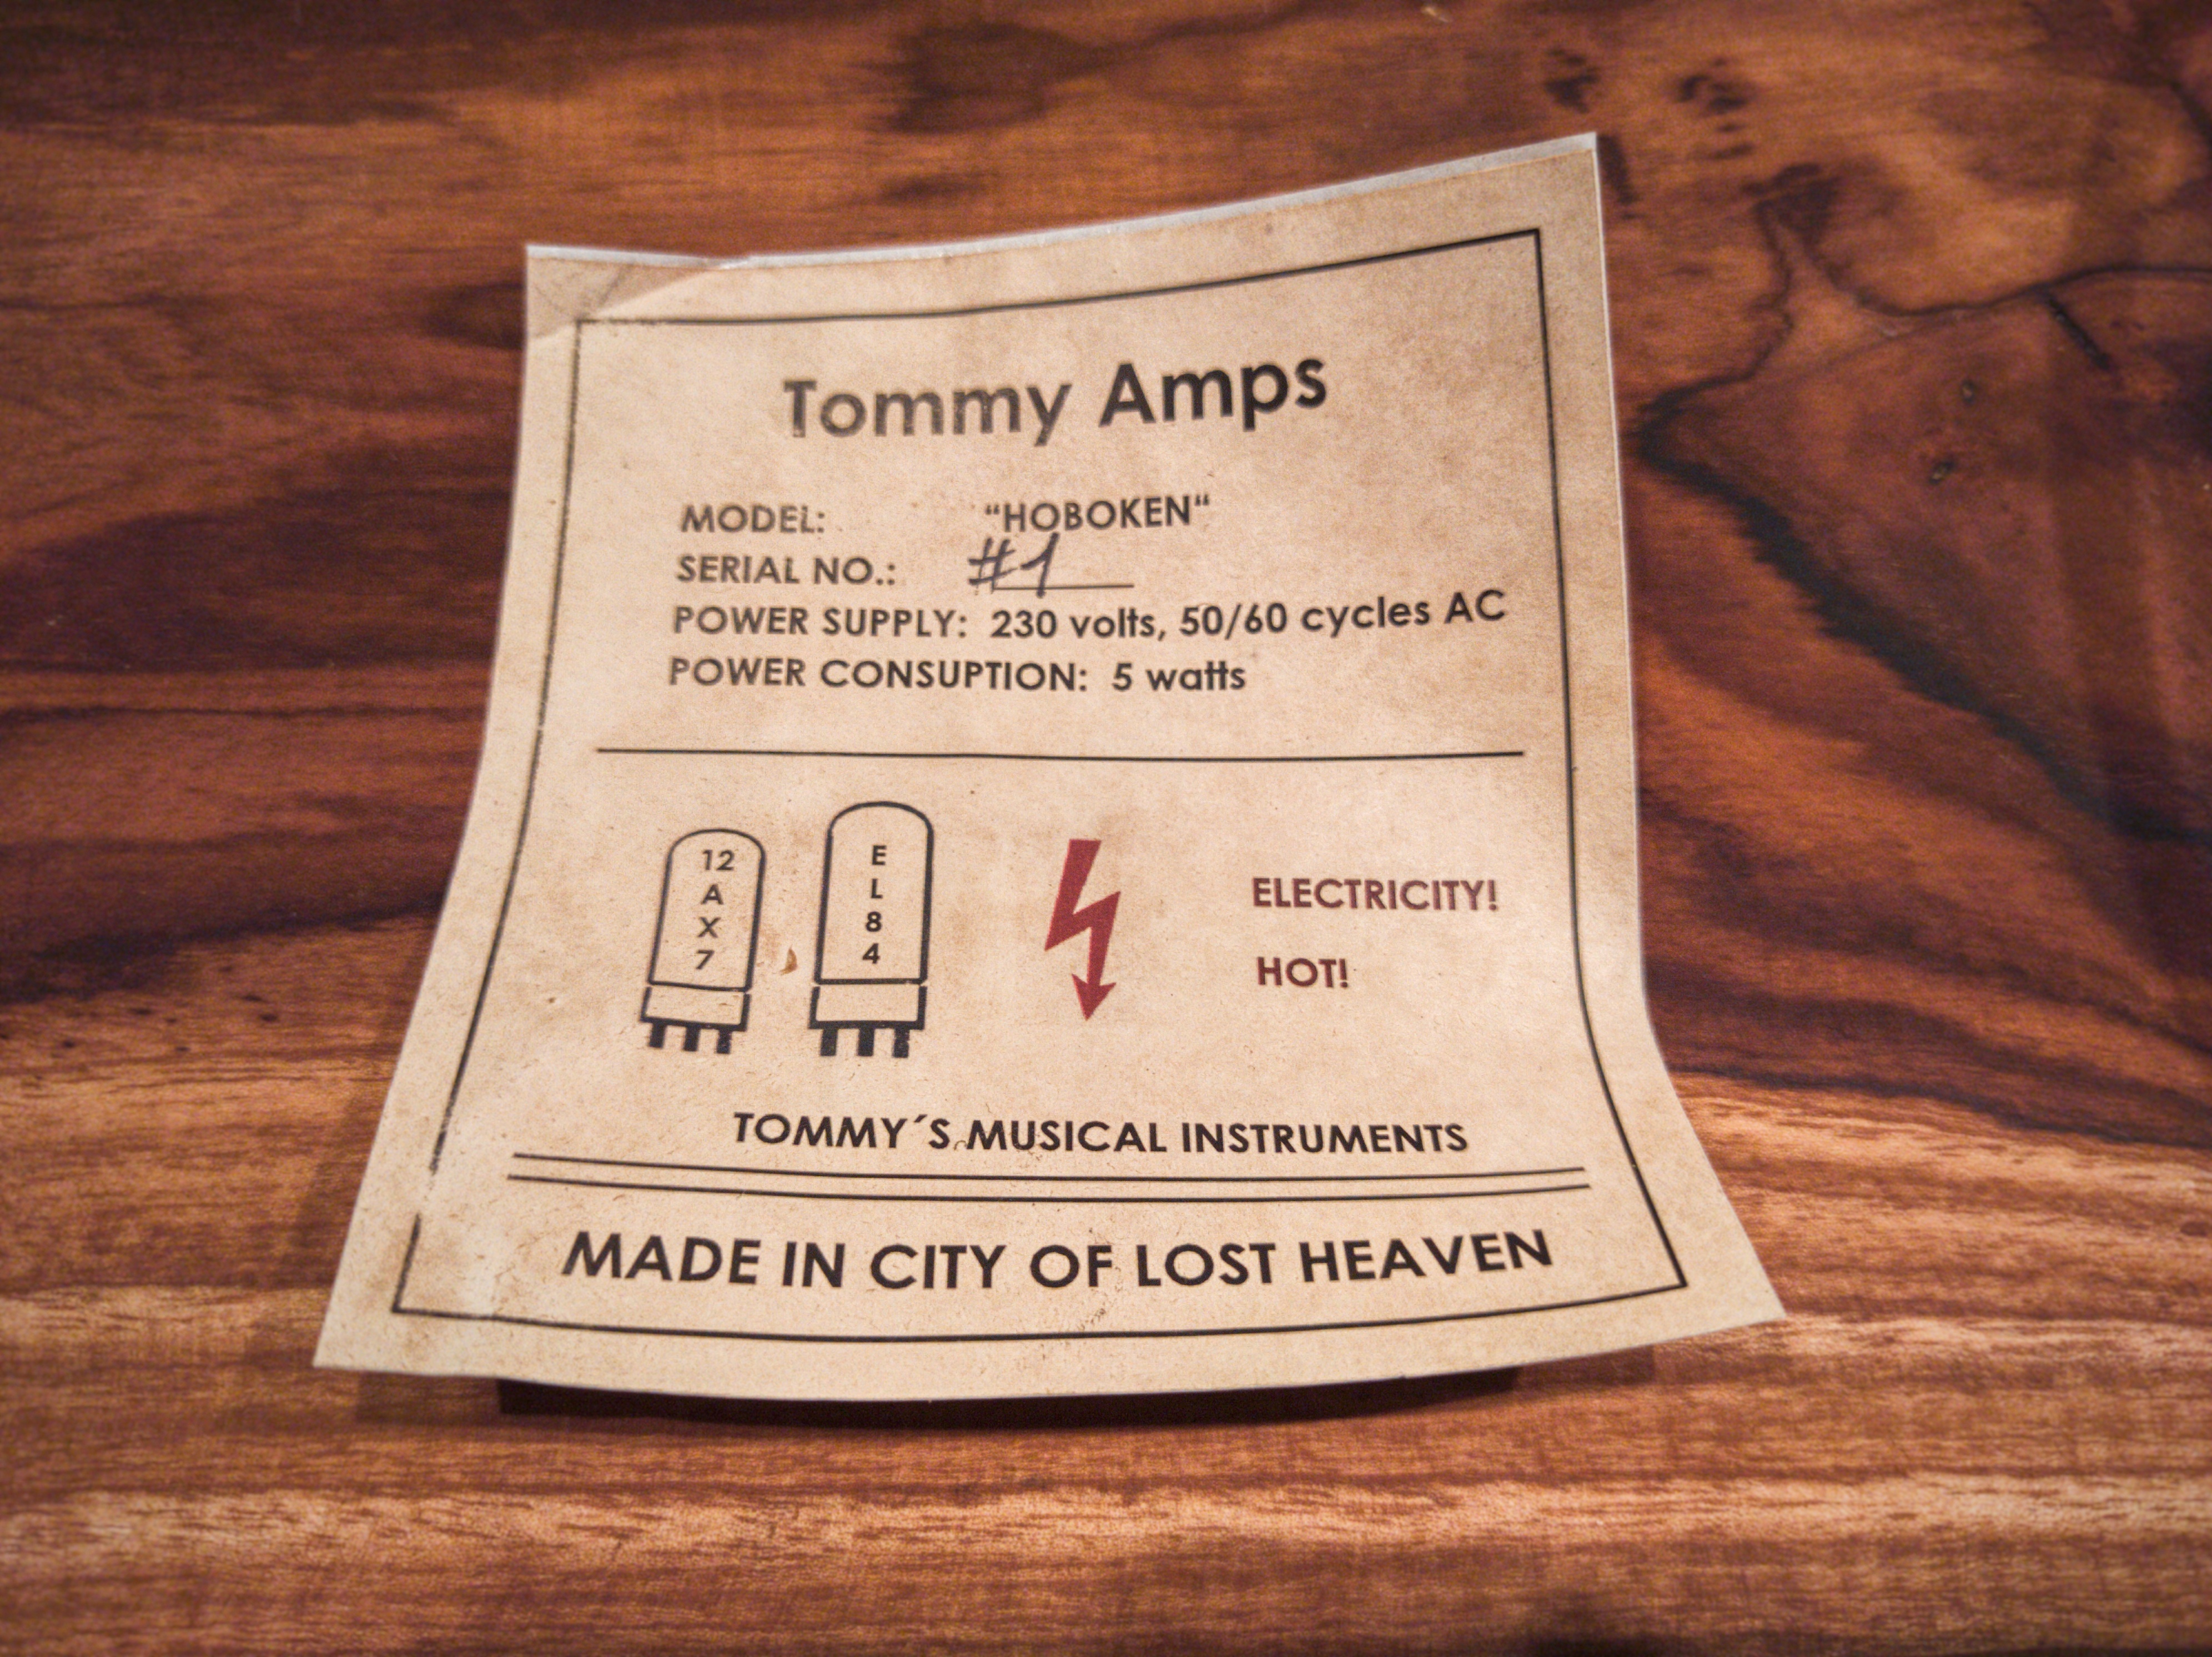 Tommy Amps
MODEL: “HOBOKEN“
SERIAL NO.: #1
POWER SUPPLY: 230 volts, 50/60 cycles AC
POWER CONSUPTION: 5 watts
12
A
X
7
E
L
8
4
ELECTRICITY!
HOT!
TOMMY´S MUSICAL INSTRUMENTS
MADE IN CITY OF LOST HEAVEN